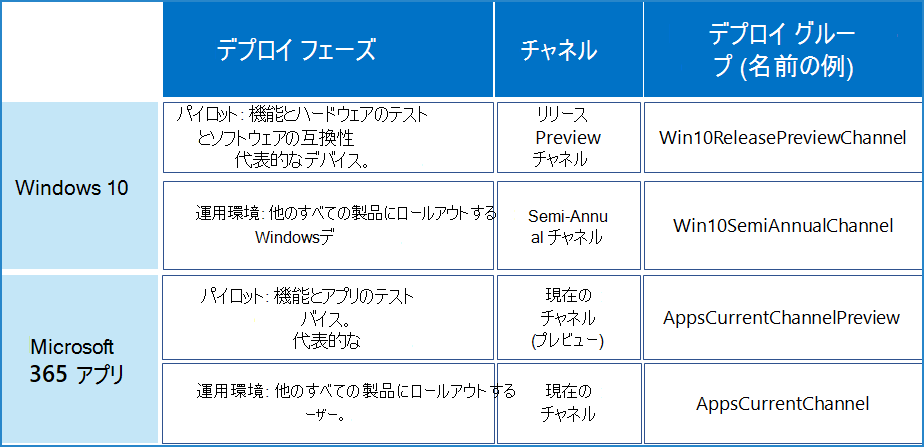 デプロイ フェーズ
チャネル
デプロイ グルー
プ (名前の例)
Windows 10
パイロット: 機能とハードウェアのテスト
とソフトウェアの互換性
代表的なデバイス。
リリース
Preview
チャネル
Win10ReleasePreviewChannel
運用環境: 他のすべての製品にロールアウトする
Windowsデ
Semi-Annu
al チャネル
Win10SemiAnnualChannel
Microsoft
365 アプリ
パイロット: 機能とアプリのテスト
バイス。
代表的な
現在の
チャネル
(プレビュー)
AppsCurrentChannelPreview
運用環境: 他のすべての製品にロールアウトする
ーザー。
現在の
チャネル
AppsCurrentChannel